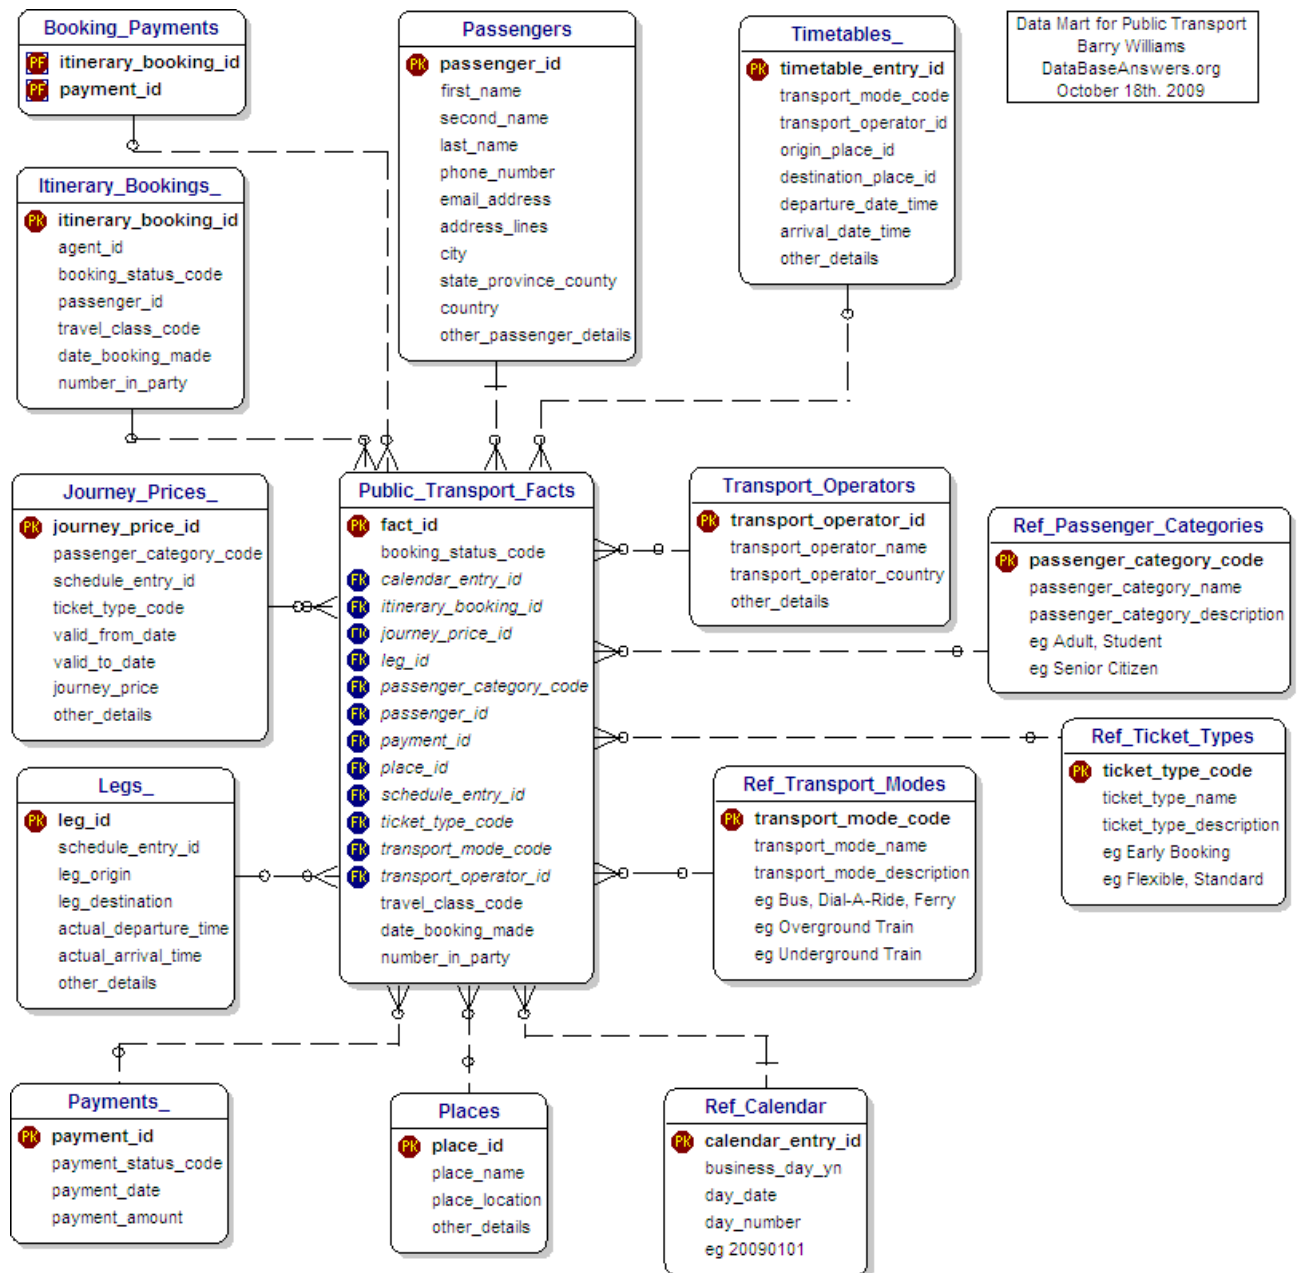 Booking_Payments
PF itinerary_booking_id
PF payment_id
Passengers
PK passenger_id
first_name
second_name
last_name
phone_number
email_address
address_lines
city
state_province_county
country
other_passenger_details
Timetables_
PK timetable_entry_id
transport_mode_code
transport_operator_id
origin_place_id
destination_place_id
departure_date_time
arrival_date_time
other_details
Data Mart for Public Transport
Barry Williams
DataBaseAnswers.org
October 18th. 2009
Itinerary_Bookings_
PK itinerary_booking_id
agent_id
booking_status_code
passenger_id
travel_class_code
date_booking_made
number_in_party
Journey_Prices_
PK journey_price_id
passenger_category_code
schedule_entry_id
ticket_type_code
valid_from_date
valid_to_date
journey_price
other_details
Public_Transport_Facts
PK fact_id
booking_status_code
FK calendar_entry_id
FK itinerary_booking_id
FK journey_price_id
FK leg_id
FK passenger_category_code
FK passenger_id
FK payment_id
FK place_id
FK schedule_entry_id
FK ticket_type_code
FK transport_mode_code
FK transport_operator_id
travel_class_code
date_booking_made
number_in_party
Transport_Operators
PK transport_operator_id
transport_operator_name
transport_operator_country
other_details
Ref_Passenger_Categories
PK passenger_category_code
passenger_category_name
passenger_category_description
eg Adult, Student
eg Senior Citizen
Ref_Ticket_Types
PK ticket_type_code
ticket_type_name
ticket_type_description
eg Early Booking
eg Flexible, Standard
Legs_
PK leg_id
schedule_entry_id
leg_origin
leg_destination
actual_departure_time
actual_arrival_time
other_details
Ref_Transport_Modes
PK transport_mode_code
transport_mode_name
transport_mode_description
eg Bus, Dial-A-Ride, Ferry
eg Overground Train
eg Underground Train
Payments_
PK payment_id
payment_status_code
payment_date
payment_amount
Places
PK place_id
place_name
place_location
other_details
Ref_Calendar
PK calendar_entry_id
business_day_yn
day_date
day_number
eg 20090101